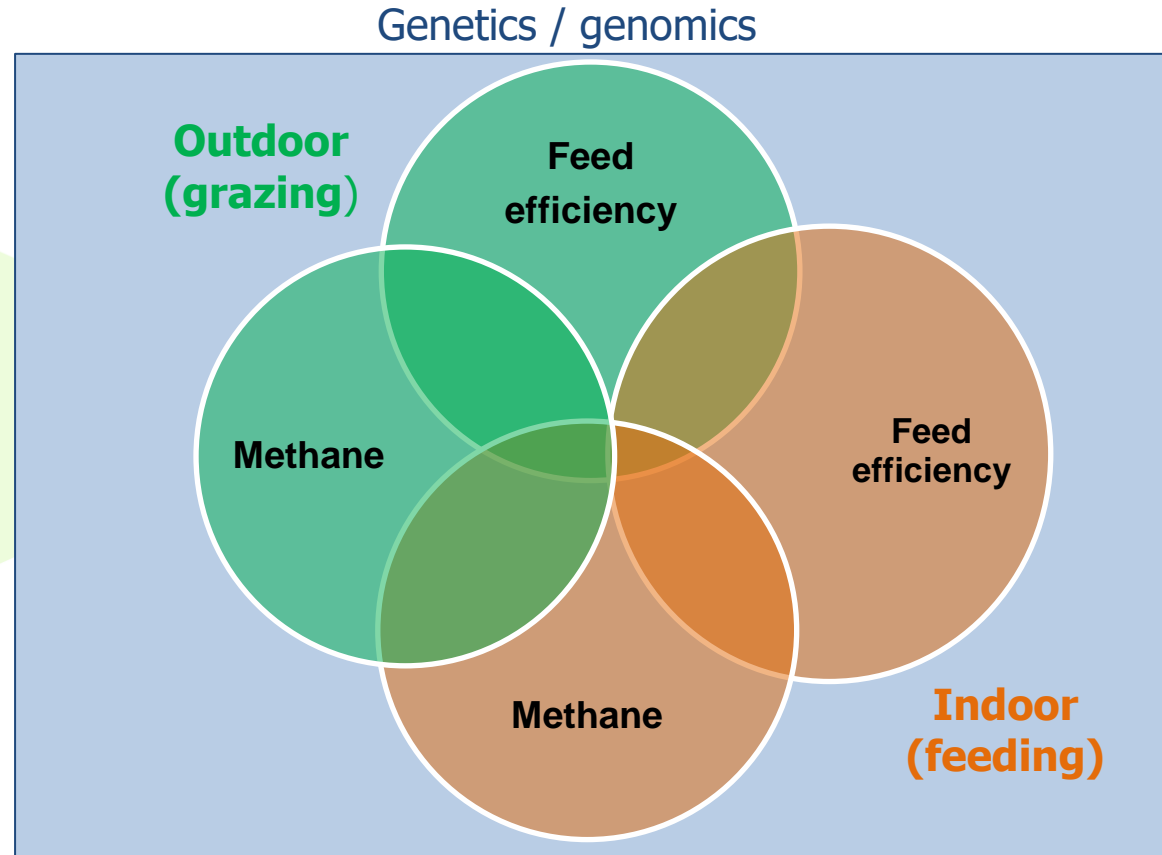 Genetics / genomics
Outdoor
(grazing)
Feed
efficiency
Methane
Feed
efficiency
Methane
Indoor
(feeding)